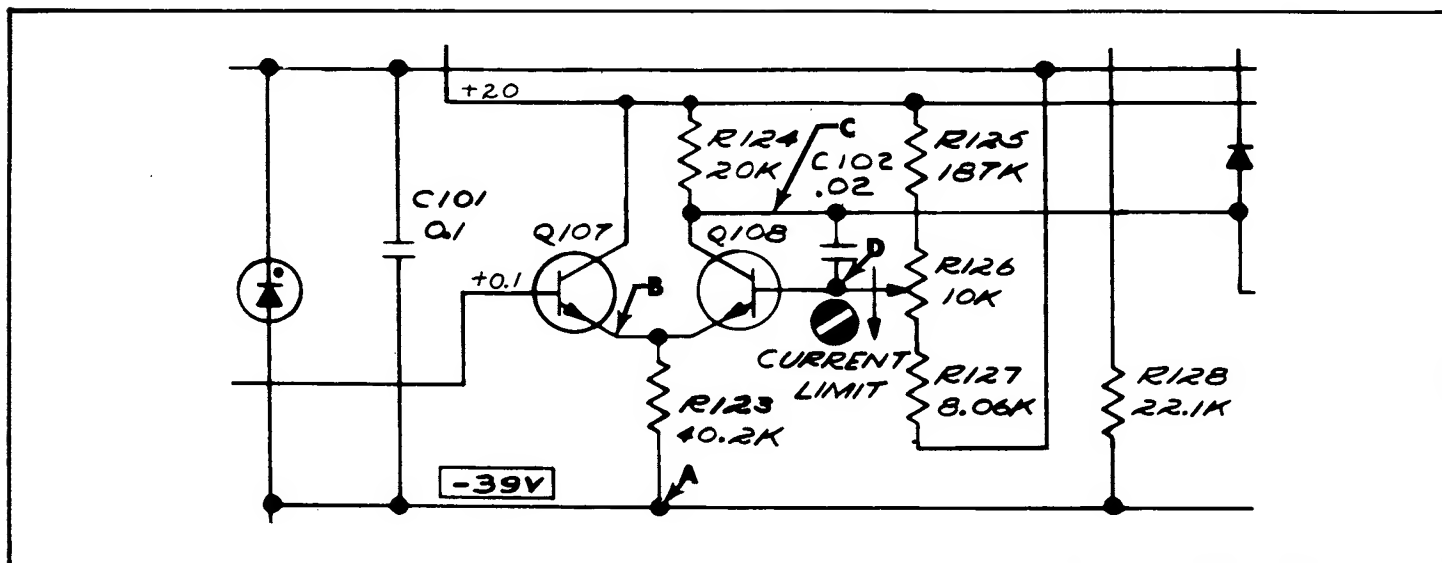 +20
R124
20K
C
C102
.02
R125
187K
C101
0.1
Q107
Q108
+0.1
B
D
R126
10K
CURRENT
LIMIT
R123
40.2K
R127
8.06K
R128
22.1K
-39V
A